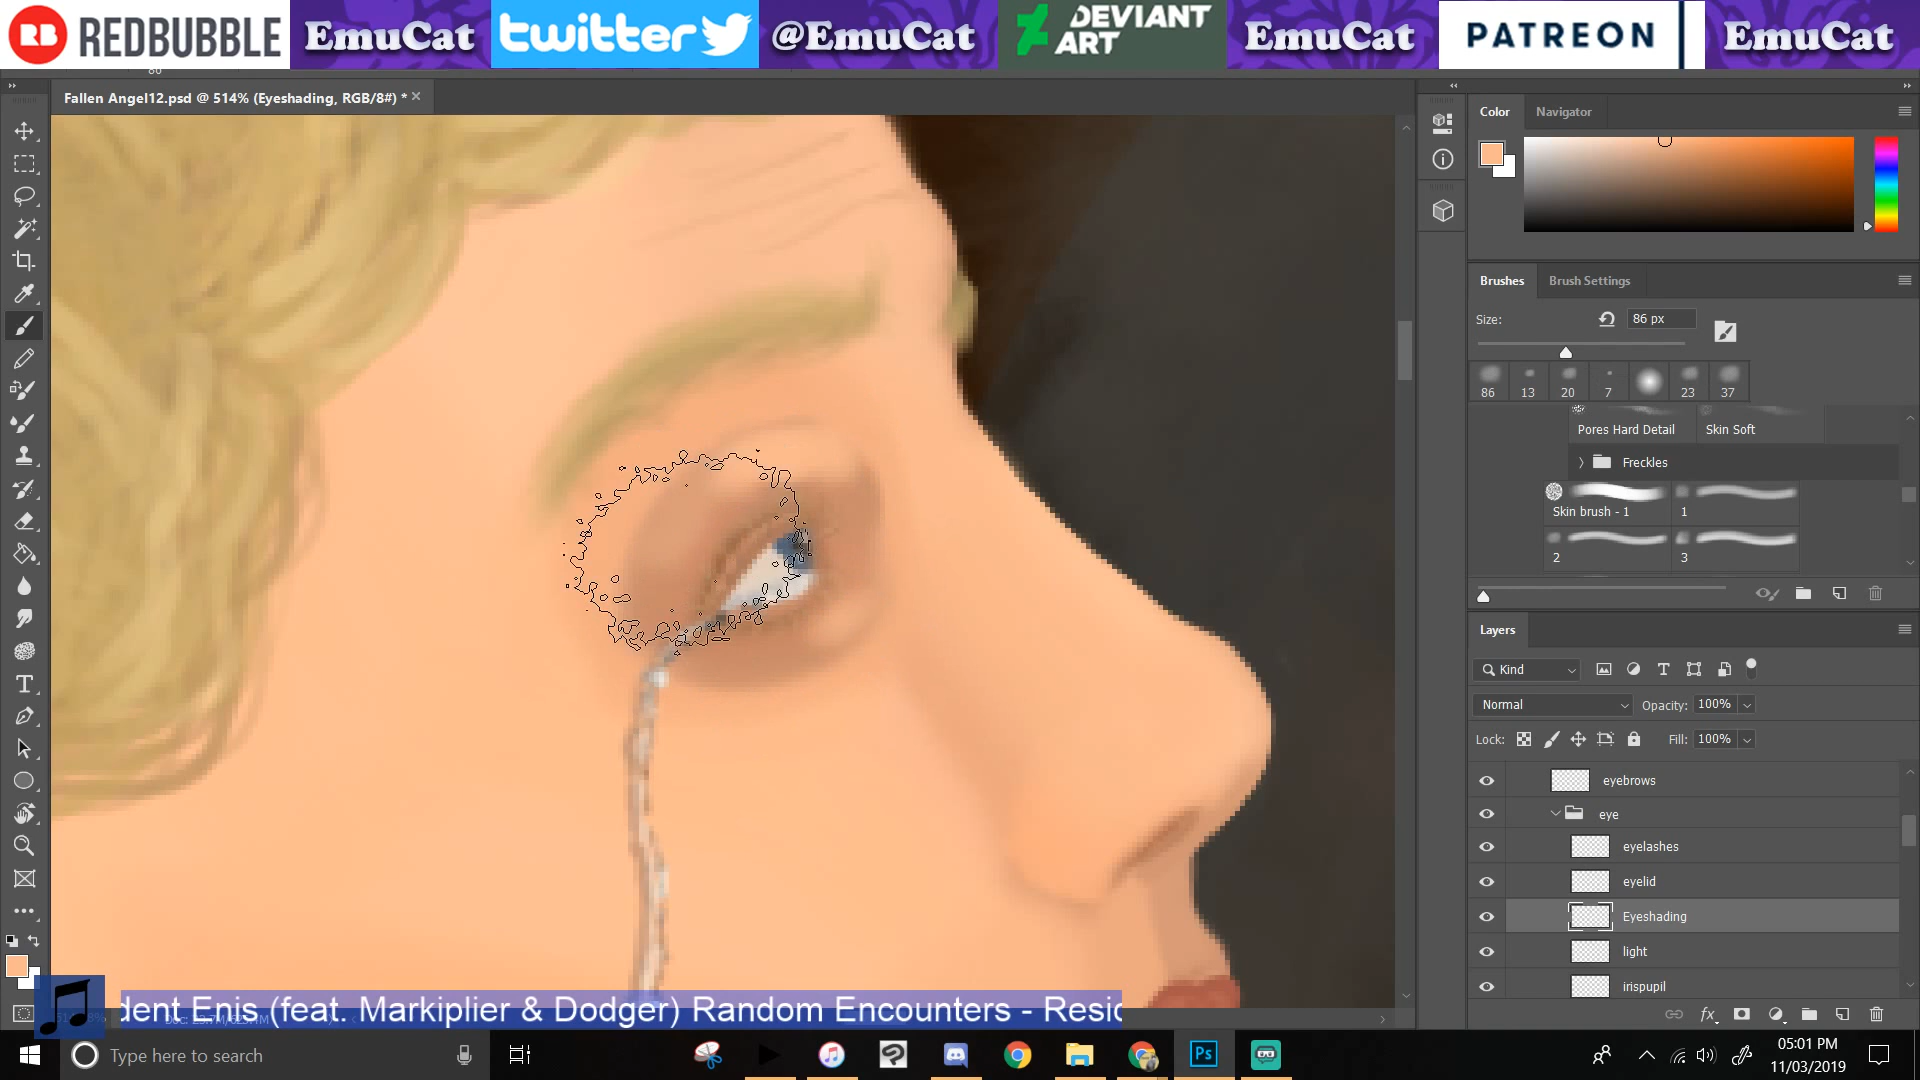 RB REDBUBBLE EmuCat twitter @EmuCat DEVIANT ART EmuCat PATREON EmuCat
Fallen Angel12.psd @ 514% (Eyeshading, RGB/8#) * ×
Color Navigator
Brushes Brush Settings
Size: 86 px
86 13 20 7 23 37
Pores Hard Detail Skin Soft
Freckles
Skin brush - 1 1
2 3
Layers
Kind
Normal Opacity: 100%
Lock: Fill: 100%
eyebrows
eye
eyelashes
eyelid
Eyeshading
light
irispupil
dent Enis (feat. Markiplier & Dodger) Random Encounters - Resid
Type here to search
Ps
05:01 PM
11/03/2019